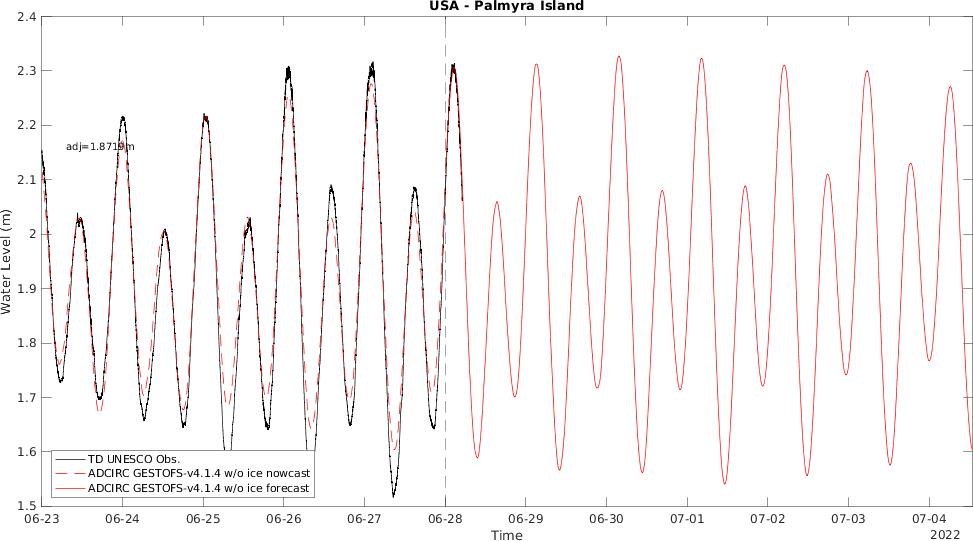 USA - Palmyra Island
2.4
2.3
2.2
2.1
2
1.9
1.8
1.7
1.6
1.5
Water Level (m)
adj=1.8719m
TD UNESCO Obs.
ADCIRC GESTOFS-v4.1.4 w/o ice nowcast
ADCIRC GESTOFS-v4.1.4 w/o ice forecast
06-23 06-24 06-25 06-26 06-27 06-28 06-29 06-30 07-01 07-02 07-03 07-04
Time
2022